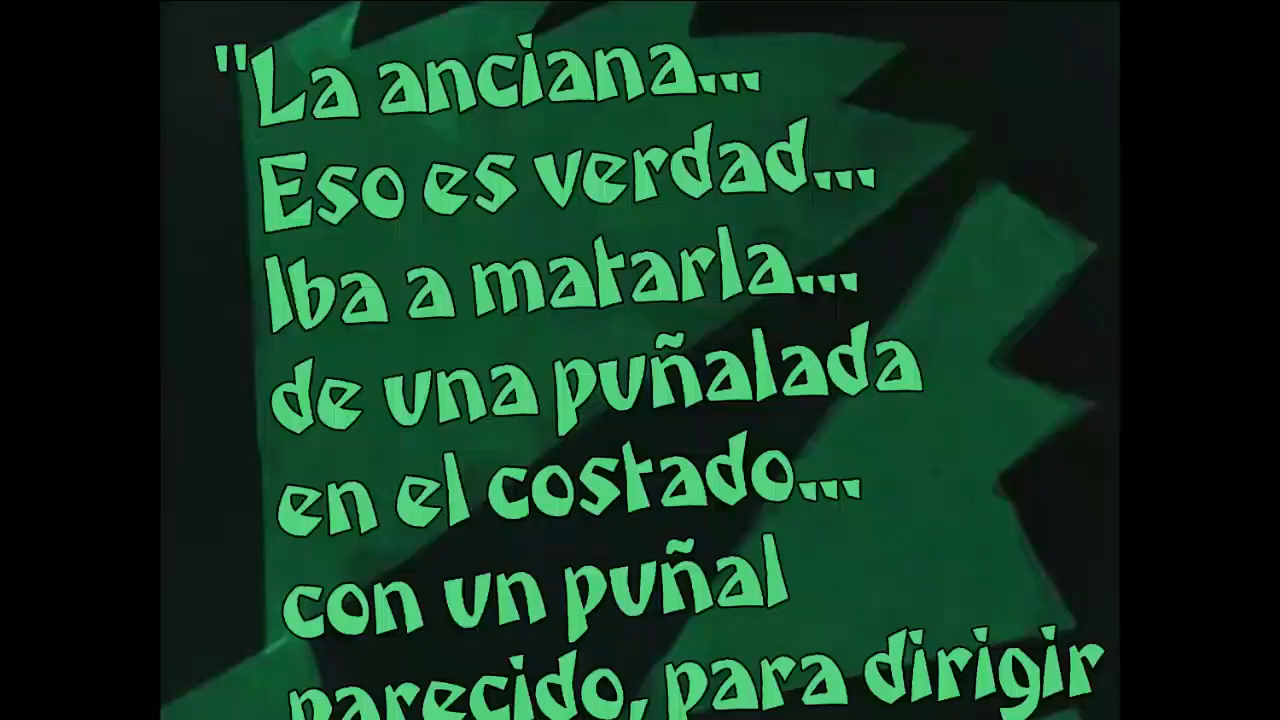 "La anciana...
Eso es verdad...
Iba a matarla...
de una puñalada
en el costado...
con un puñal
parecido, para dirigir